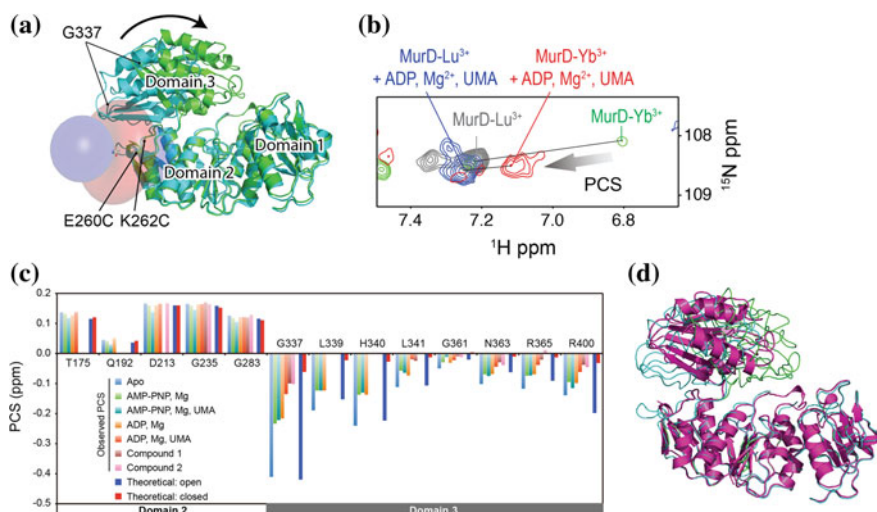 (a)
G337
Domain 3
Domain 1
Domain 2
E260C K262C
(b)
MurD-Lu³⁺
+ ADP, Mg²⁺, UMA
MurD-Yb³⁺
+ ADP, Mg²⁺, UMA
MurD-Lu³⁺
MurD-Yb³⁺
PCS
108
109
¹⁵N ppm
7.4 7.2 7.0 6.8
¹H ppm
(c)
PCS (ppm)
0.2
0.1
0.0
-0.1
-0.2
-0.3
-0.4
-0.5
T175 Q192 D213 G235 G283
G337 L339 H340 L341 G361 N363 R365 R400
Observed PCS
Apo
AMP-PNP, Mg
AMP-PNP, Mg, UMA
ADP, Mg
ADP, Mg, UMA
Compound 1
Compound 2
Theoretical: open
Theoretical: closed
Domain 2 Domain 3
(d)